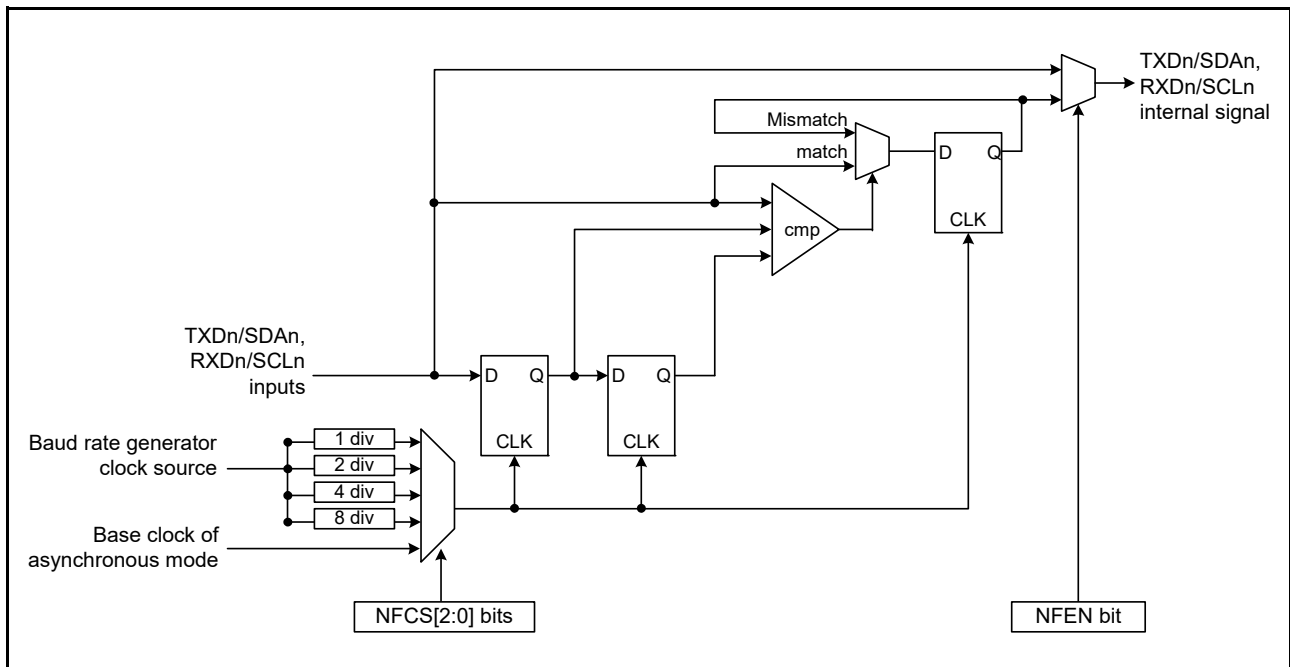 TXDn/SDAn,
RXDn/SCLn
internal signal
Mismatch
match
D
Q
CLK
cmp
TXDn/SDAn,
RXDn/SCLn
inputs
D
Q
CLK
D
Q
CLK
Baud rate generator
clock source
1 div
2 div
4 div
8 div
Base clock of
asynchronous mode
NFCS[2:0] bits
NFEN bit